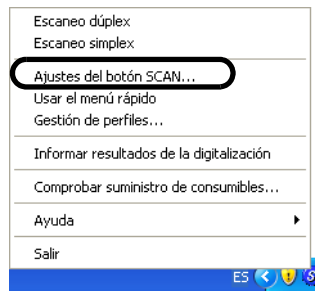 Escaneo dúplex
Escaneo simplex
Ajustes del botón SCAN...
Usar el menú rápido
Gestión de perfiles...
Informar resultados de la digitalización
Comprobar suministro de consumibles...
Ayuda
Salir
ES